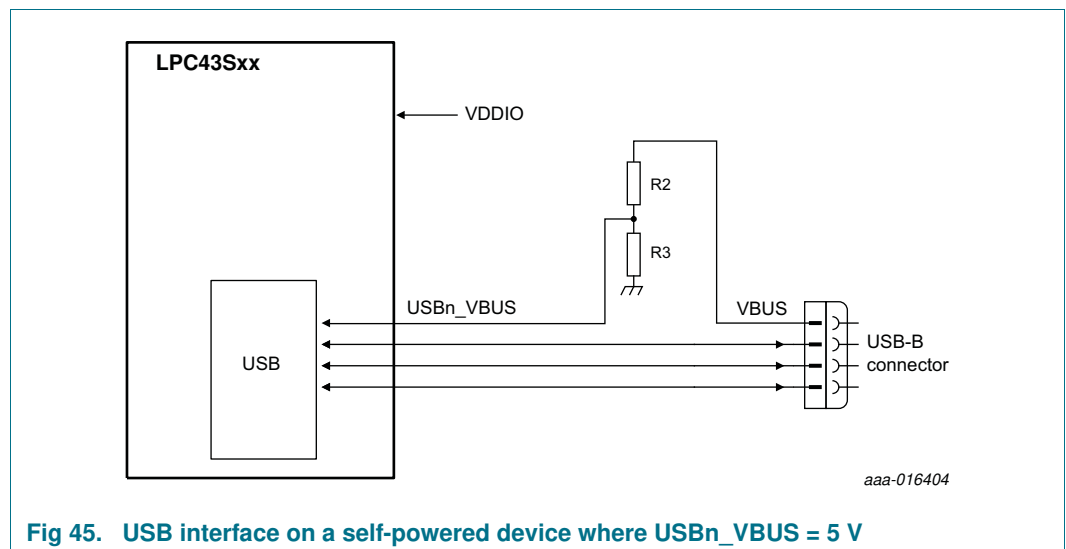 LPC43Sxx
VDDIO
R2
R3
USBn_VBUS
VBUS
USB
USB-B
connector
aaa-016404
Fig 45. USB interface on a self-powered device where USBn_VBUS = 5 V